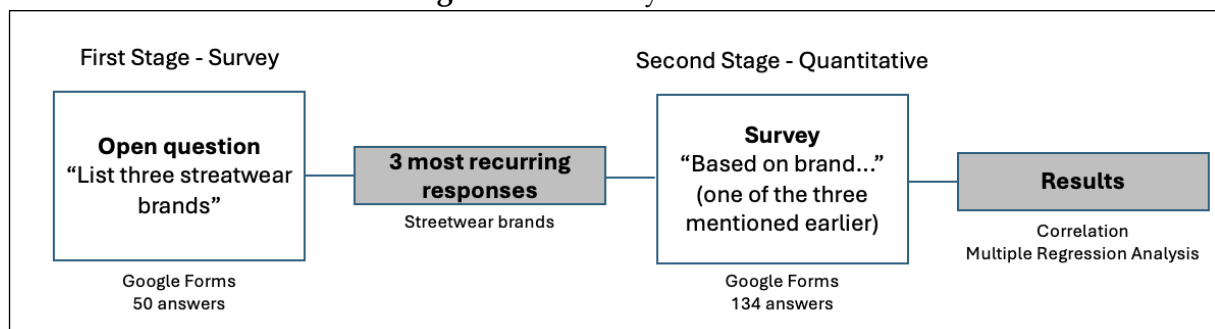 First Stage - Survey
Open question
“List three streatwear
brands”
Google Forms
50 answers
3 most recurring
responses
Streetwear brands
Second Stage - Quantitative
Survey
“Based on brand...”
(one of the three
mentioned earlier)
Google Forms
134 answers
Results
Correlation
Multiple Regression Analysis